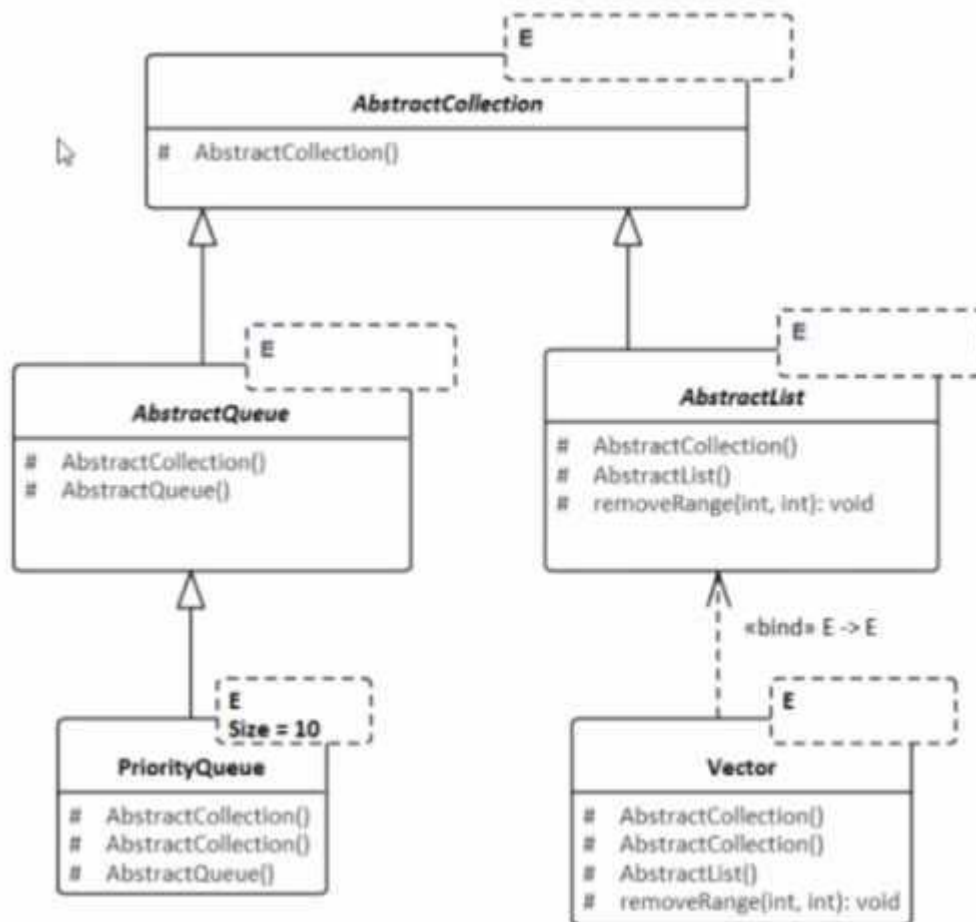 E
AbstractCollection
# AbstractCollection()
E
AbstractQueue
# AbstractCollection()
# AbstractQueue()
E
AbstractList
# AbstractCollection()
# AbstractList()
# removeRange(int, int): void
«bind» E -> E
E
Size = 10
PriorityQueue
# AbstractCollection()
# AbstractCollection()
# AbstractQueue()
E
Vector
# AbstractCollection()
# AbstractCollection()
# AbstractList()
# removeRange(int, int): void